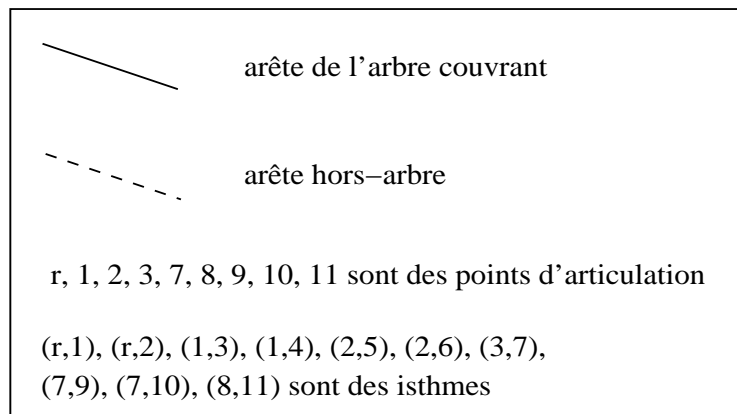 arête de l'arbre couvrant
arête hors−arbre
r, 1, 2, 3, 7, 8, 9, 10, 11 sont des points d'articulation
(r,1), (r,2), (1,3), (1,4), (2,5), (2,6), (3,7),
(7,9), (7,10), (8,11) sont des isthmes